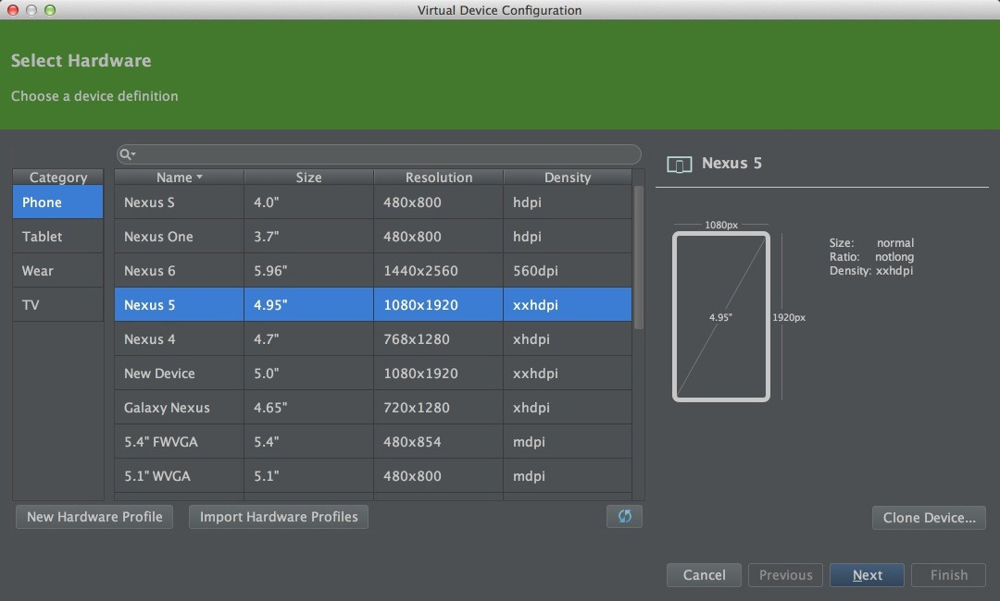 Virtual Device Configuration
Select Hardware
Choose a device definition
Category
Phone
Tablet
Wear
TV
Name Size Resolution Density
Nexus S 4.0" 480x800 hdpi
Nexus One 3.7" 480x800 hdpi
Nexus 6 5.96" 1440x2560 560dpi
Nexus 5 4.95" 1080x1920 xxhdpi
Nexus 4 4.7" 768x1280 xhdpi
New Device 5.0" 1080x1920 xxhdpi
Galaxy Nexus 4.65" 720x1280 xhdpi
5.4" FWVGA 5.4" 480x854 mdpi
5.1" WVGA 5.1" 480x800 mdpi
New Hardware Profile Import Hardware Profiles
Nexus 5
1080px
4.95"
1920px
Size: normal
Ratio: notlong
Density: xxhdpi
Clone Device...
Cancel Previous Next Finish